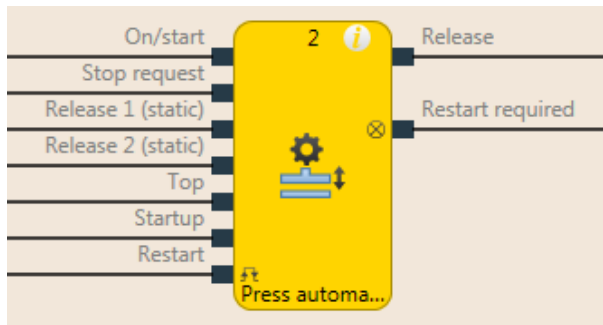 On/start
2
i
Release
Stop request
Release 1 (static)
Restart required
Release 2 (static)
Top
Startup
Restart
Press automa...